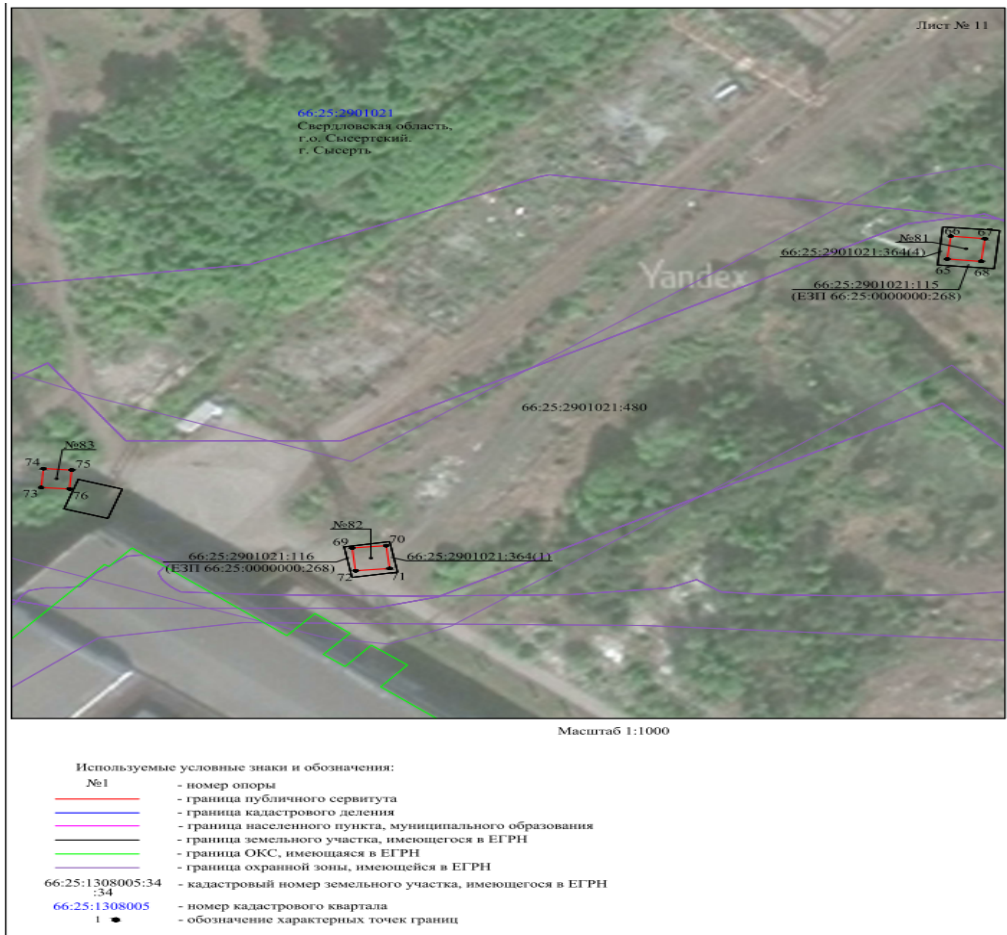 Лист № 11
66:25:2901021
Свердловская область,
г.о. Сысертский.
г. Сысерть
66
67
№81
66:25:2901021:364(4)
65
68
Yandex
66:25:2901021:115
(ЕЗП 66:25:0000000:268)
66:25:2901021:480
№83
74
75
73
76
№82
69
70
66:25:2901021:116
66:25:2901021:364(1)
(ЕЗП 66:25:0000000:268)
72
71
Масштаб 1:1000
Используемые условные знаки и обозначения:
№1 - номер опоры
- граница публичного сервитута
- граница кадастрового деления
- граница населенного пункта, муниципального образования
- граница земельного участка, имеющегося в ЕГРН
- граница ОКС, имеющаяся в ЕГРН
- граница охранной зоны, имеющейся в ЕГРН
66:25:1308005:34 - кадастровый номер земельного участка, имеющегося в ЕГРН
:34
66:25:1308005 - номер кадастрового квартала
1 - обозначение характерных точек границ